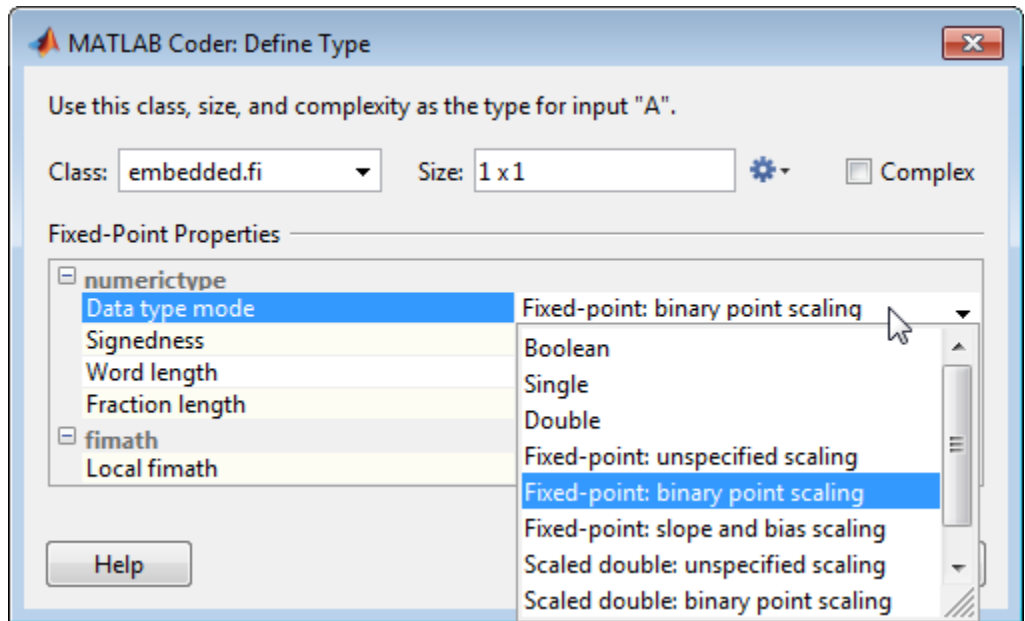 MATLAB Coder: Define Type
Use this class, size, and complexity as the type for input "A".
Class: embedded.fi Size: 1 x 1 Complex
Fixed-Point Properties
numerictype
Data type mode Fixed-point: binary point scaling
Signedness
Word length
Fraction length
fimath
Local fimath
Boolean
Single
Double
Fixed-point: unspecified scaling
Fixed-point: binary point scaling
Fixed-point: slope and bias scaling
Scaled double: unspecified scaling
Scaled double: binary point scaling
Help